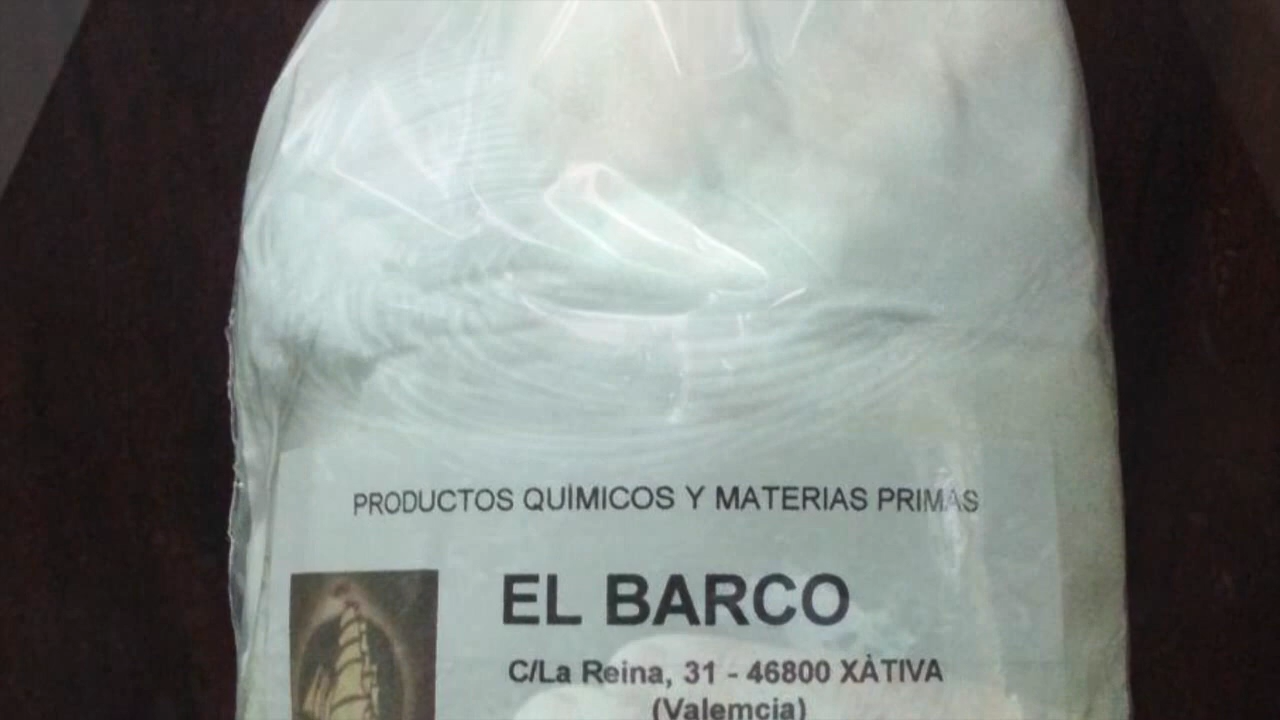 PRODUCTOS QUÍMICOS Y MATERIAS PRIMAS
EL BARCO
C/La Reina, 31 - 46800 XÀTIVA
(Valemcia)